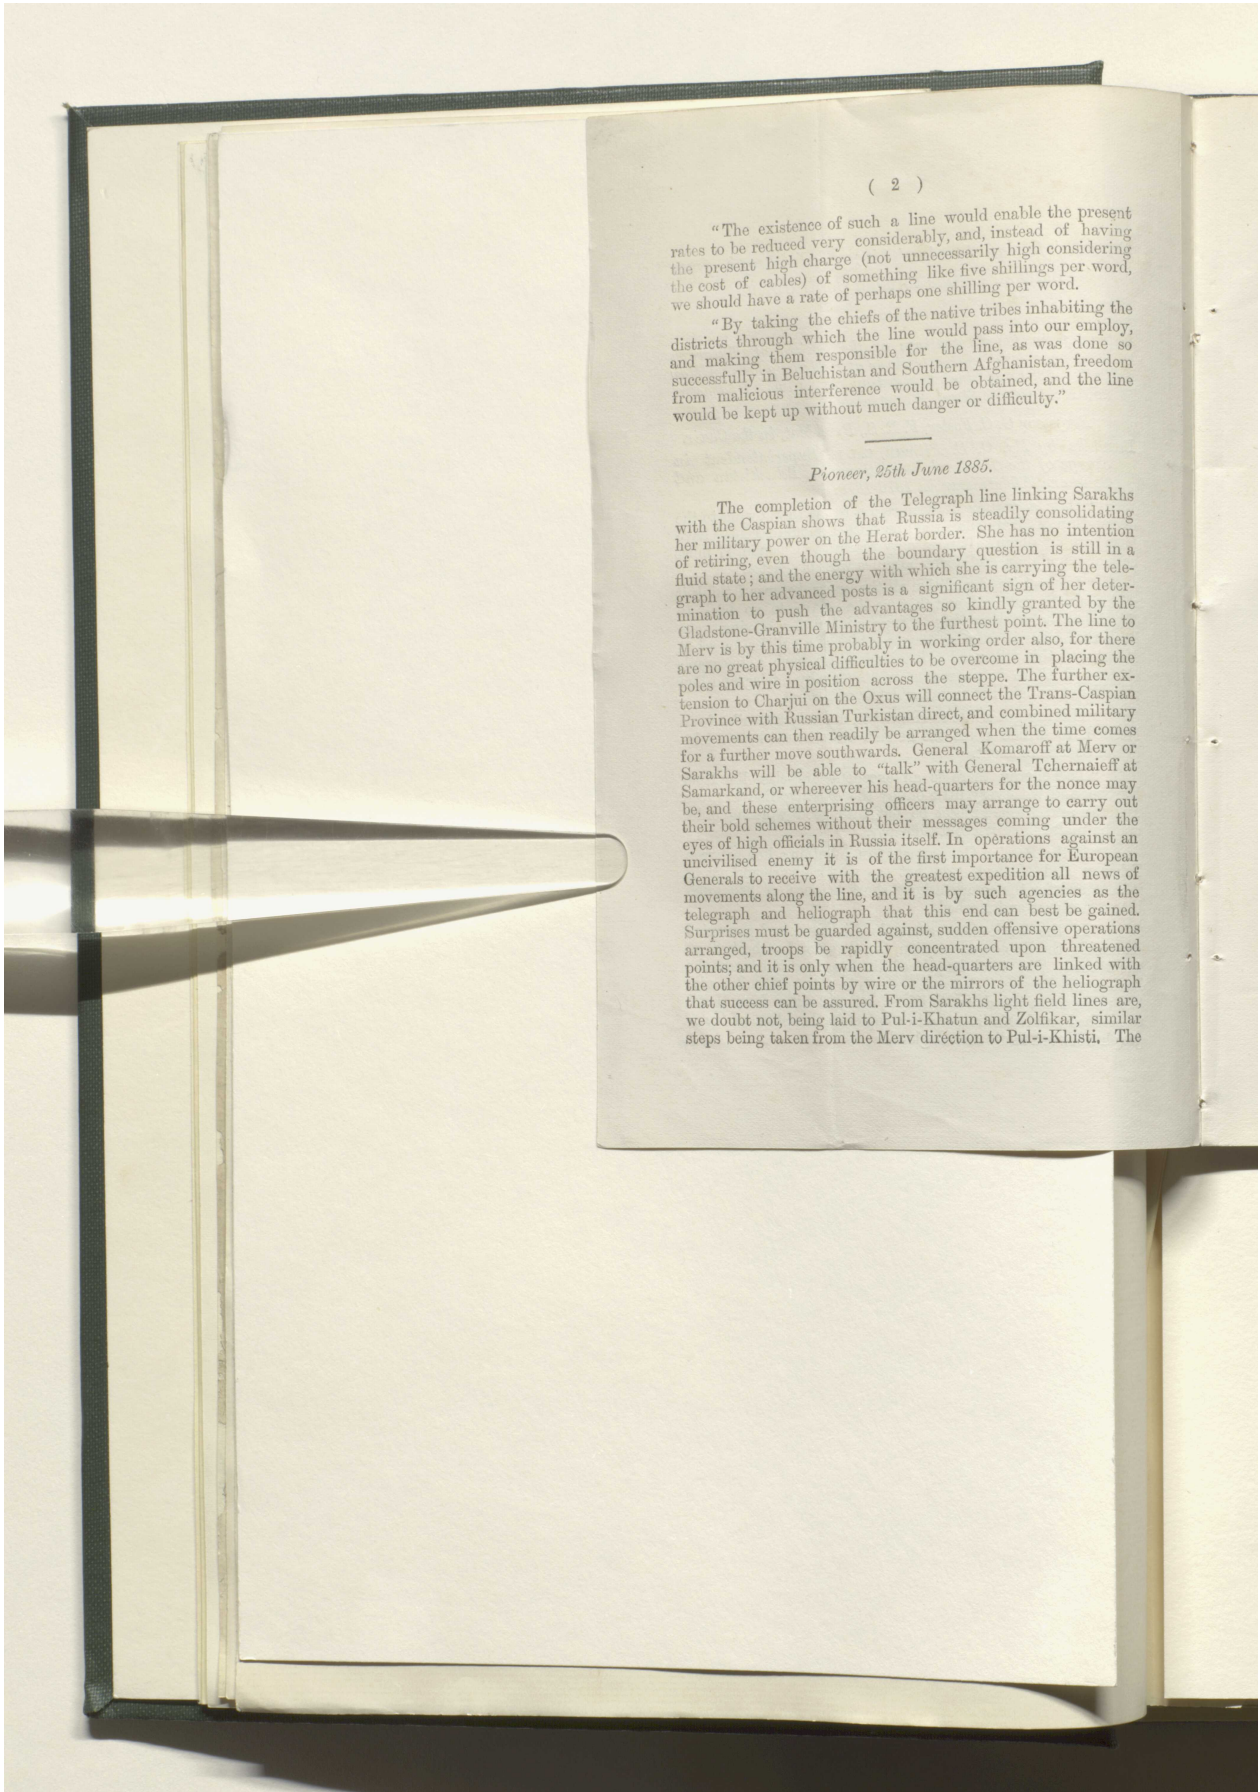 ( 2 )
"The existence of such a line would enable the present
rates to be reduced very considerably, and, instead of having
the present high charge (not unnecessarily high considering
the cost of cables) of something like five shillings per word,
we should have a rate of perhaps one shilling per word.
"By taking the chiefs of the native tribes inhabiting the
districts through which the line would pass into our employ,
and making them responsible for the line, as was done so
successfully in Beluchistan and Southern Afghanistan, freedom
from malicious interference would be obtained, and the line
would be kept up without much danger or difficulty."
Pioneer, 25th June 1885.
The completion of the Telegraph line linking Sarakhs
with the Caspian shows that Russia is steadily consolidating
her military power on the Herat border. She has no intention
of retiring, even though the boundary question is still in a
fluid state; and the energy with which she is carrying the tele-
graph to her advanced posts is a significant sign of her deter-
mination to push the advantages so kindly granted by the
Gladstone-Granville Ministry to the furthest point. The line to
Merv is by this time probably in working order also, for there
are no great physical difficulties to be overcome in placing the
poles and wire in position across the steppe. The further ex-
tension to Charjui on the Oxus will connect the Trans-Caspian
Province with Russian Turkistan direct, and combined military
movements can then readily be arranged when the time comes
for a further move southwards. General Komaroff at Merv or
Sarakhs will be able to "talk" with General Tchernaieff at
Samarkand, or whereever his head-quarters for the nonce may
be, and these enterprising officers may arrange to carry out
their bold schemes without their messages coming under the
eyes of high officials in Russia itself. In operations against an
uncivilised enemy it is of the first importance for European
Generals to receive with the greatest expedition all news of
movements along the line, and it is by such agencies as the
telegraph and heliograph that this end can best be gained.
Surprises must be guarded against, sudden offensive operations
arranged, troops be rapidly concentrated upon threatened
points; and it is only when the head-quarters are linked with
the other chief points by wire or the mirrors of the heliograph
that success can be assured. From Sarakhs light field lines are,
we doubt not, being laid to Pul-i-Khatun and Zolfikar, similar
steps being taken from the Merv direction to Pul-i-Khisti. The